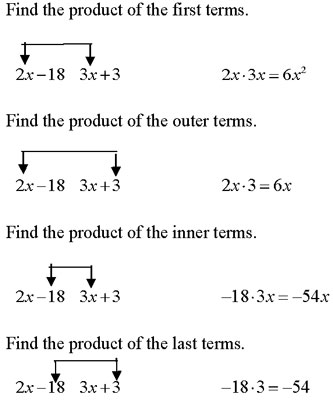 Find the product of the first terms.
2x−18 3x+3 2x·3x=6x²
Find the product of the outer terms.
2x−18 3x+3 2x·3=6x
Find the product of the inner terms.
2x−18 3x+3 −18·3x=−54x
Find the product of the last terms.
2x−18 3x+3 −18·3=−54